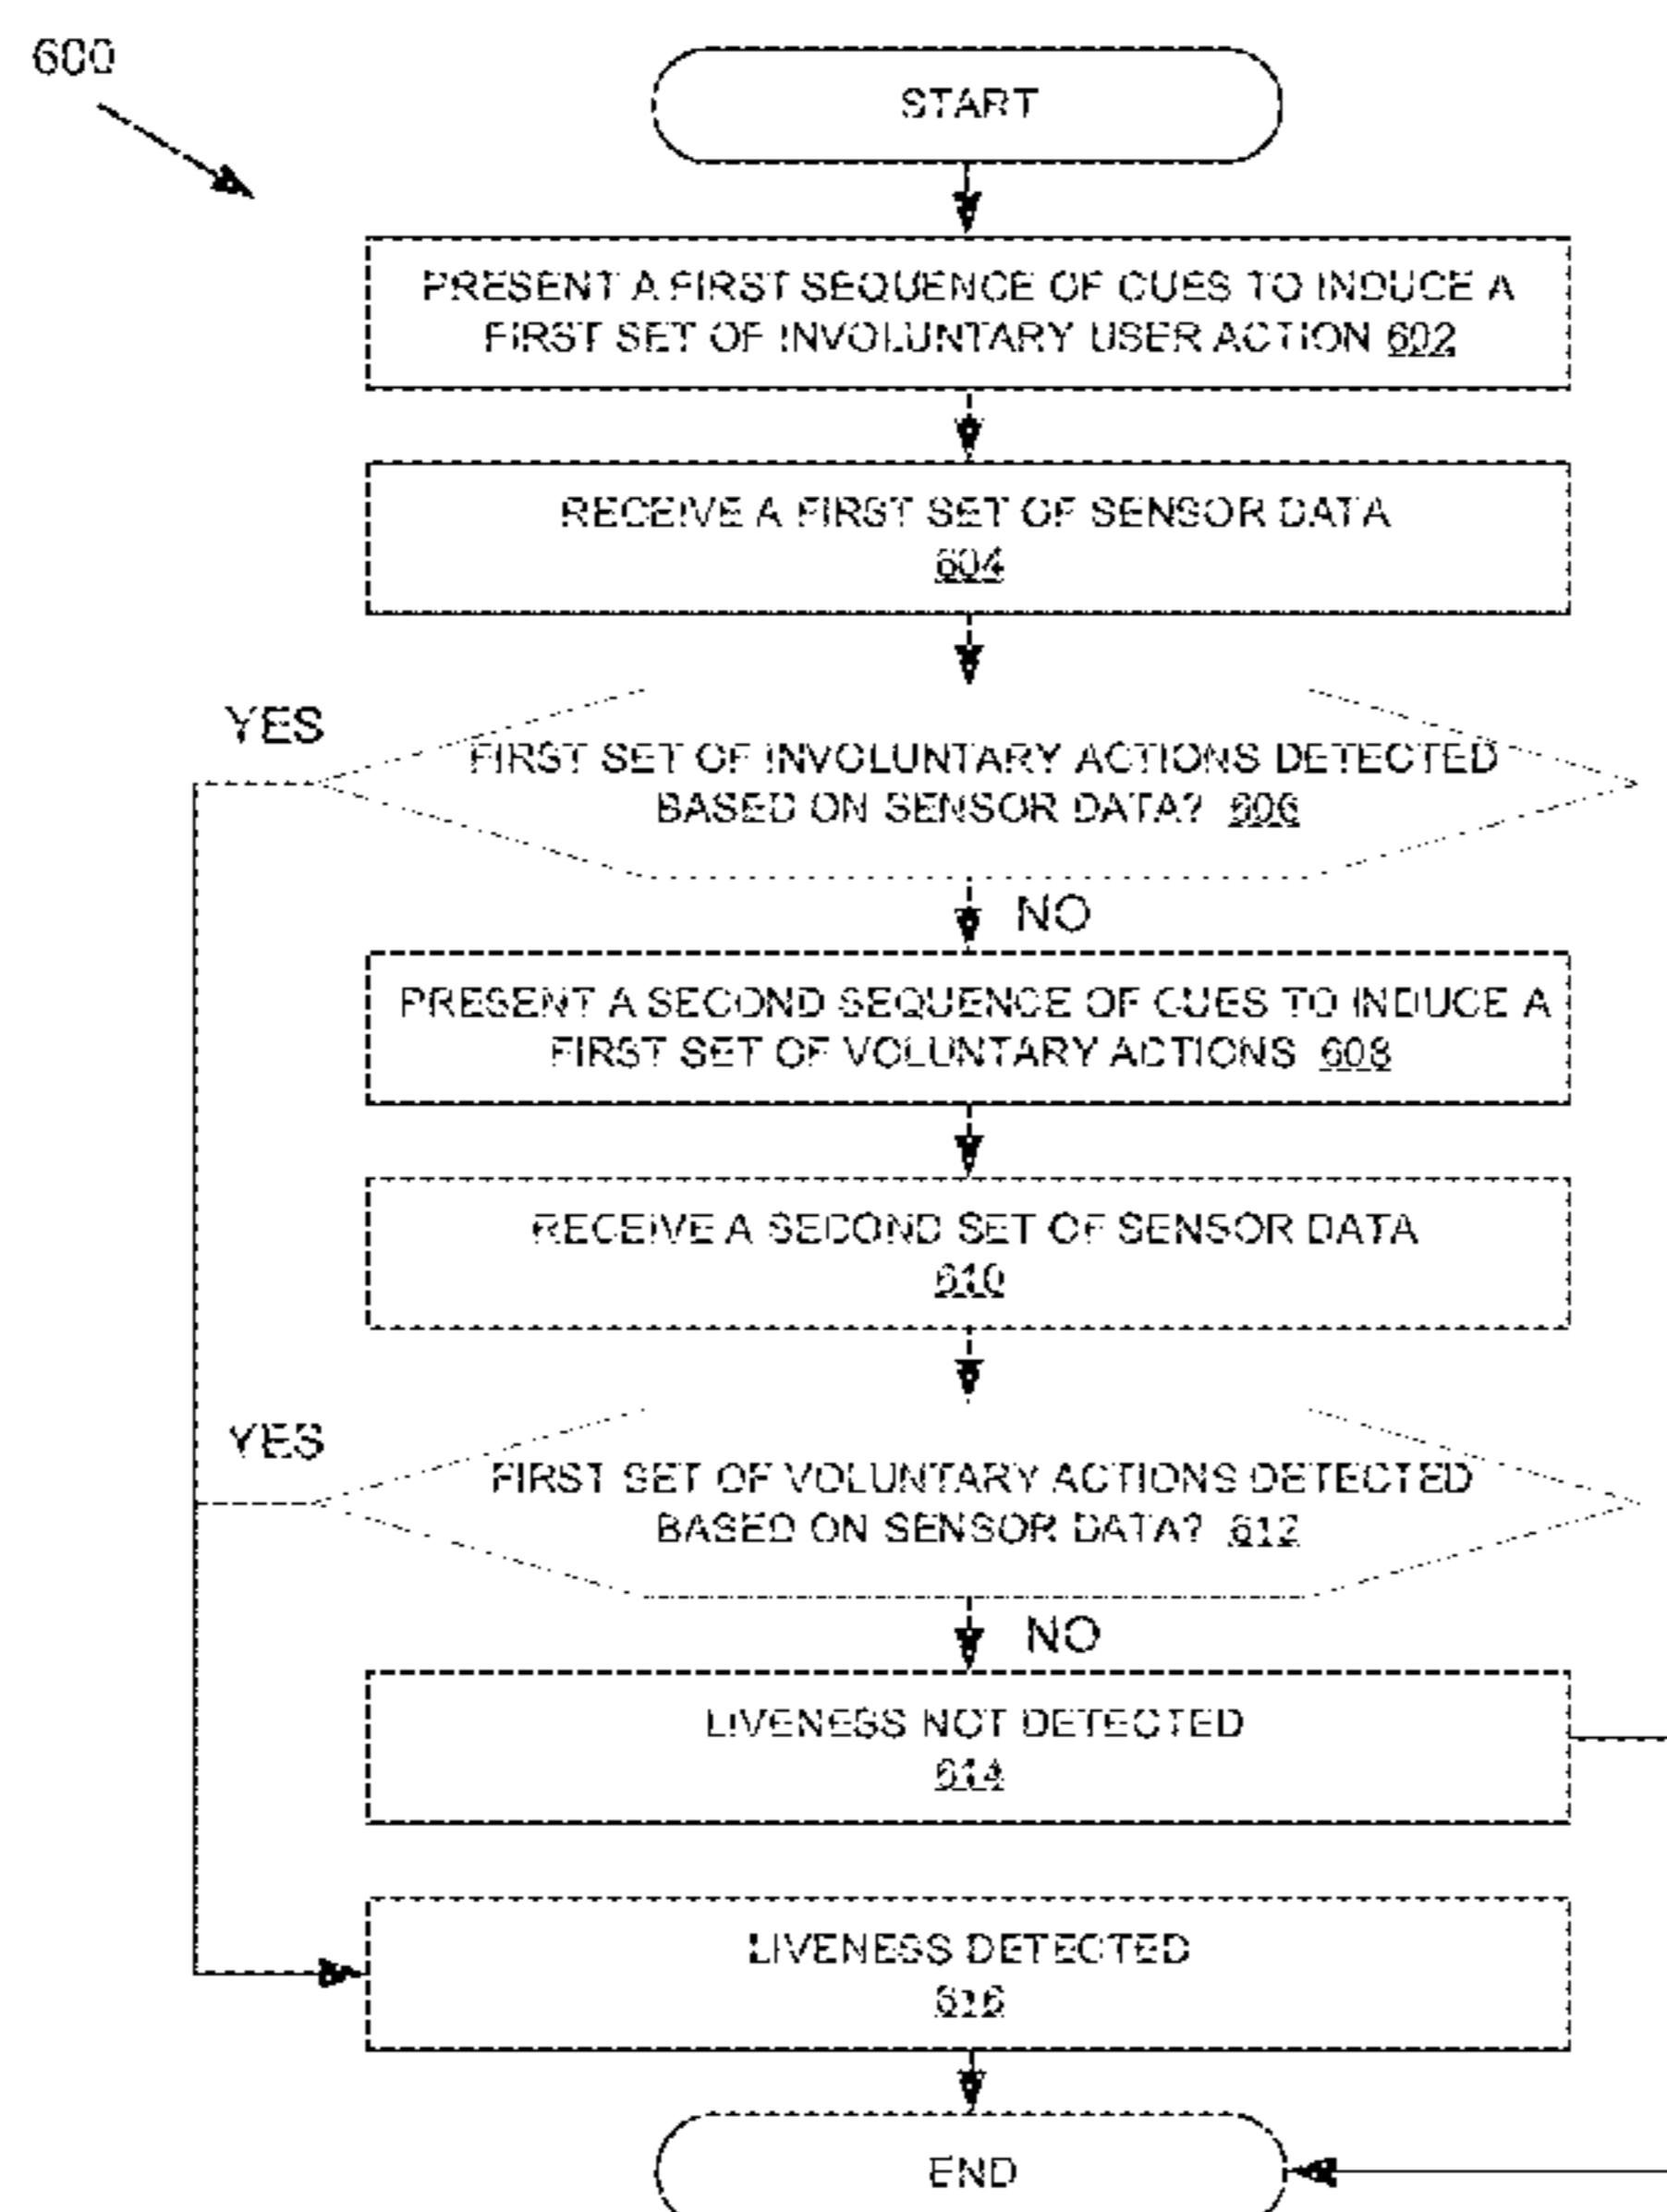 600
START
PRESENT A FIRST SEQUENCE OF CUES TO INDUCE A
FIRST SET OF INVOLUNTARY USER ACTION 602
RECEIVE A FIRST SET OF SENSOR DATA
604
YES
FIRST SET OF INVOLUNTARY ACTIONS DETECTED
BASED ON SENSOR DATA? 606
NO
PRESENT A SECOND SEQUENCE OF CUES TO INDUCE A
FIRST SET OF VOLUNTARY ACTIONS 608
RECEIVE A SECOND SET OF SENSOR DATA
610
YES
FIRST SET OF VOLUNTARY ACTIONS DETECTED
BASED ON SENSOR DATA? 612
NO
LIVENESS NOT DETECTED
614
LIVENESS DETECTED
616
END